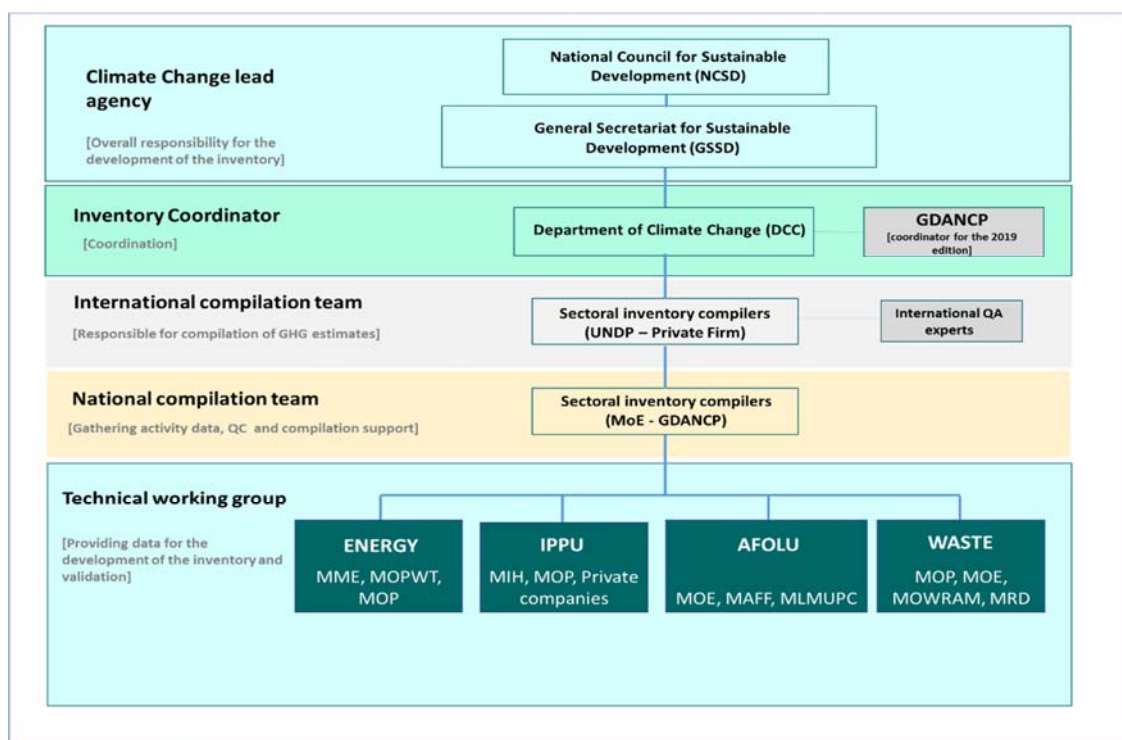 Climate Change lead
agency
[Overall responsibility for the
development of the inventory]
National Council for Sustainable
Development (NCSD)
General Secretariat for Sustainable
Development (GSSD)
Inventory Coordinator
[Coordination]
Department of Climate Change (DCC)
GDANCP
[coordinator for the 2019
edition]
International compilation team
[Responsible for compilation of GHG estimates]
Sectoral inventory compilers
(UNDP – Private Firm)
International QA
experts
National compilation team
[Gathering activity data, QC and compilation support]
Sectoral inventory compilers
(MoE - GDANCP)
Technical working group
[Providing data for the
development of the inventory and
validation]
ENERGY
MME, MOPWT,
MOP
IPPU
MIH, MOP, Private
companies
AFOLU
MOE, MAFF, MLMUPC
WASTE
MOP, MOE,
MOWRAM, MRD